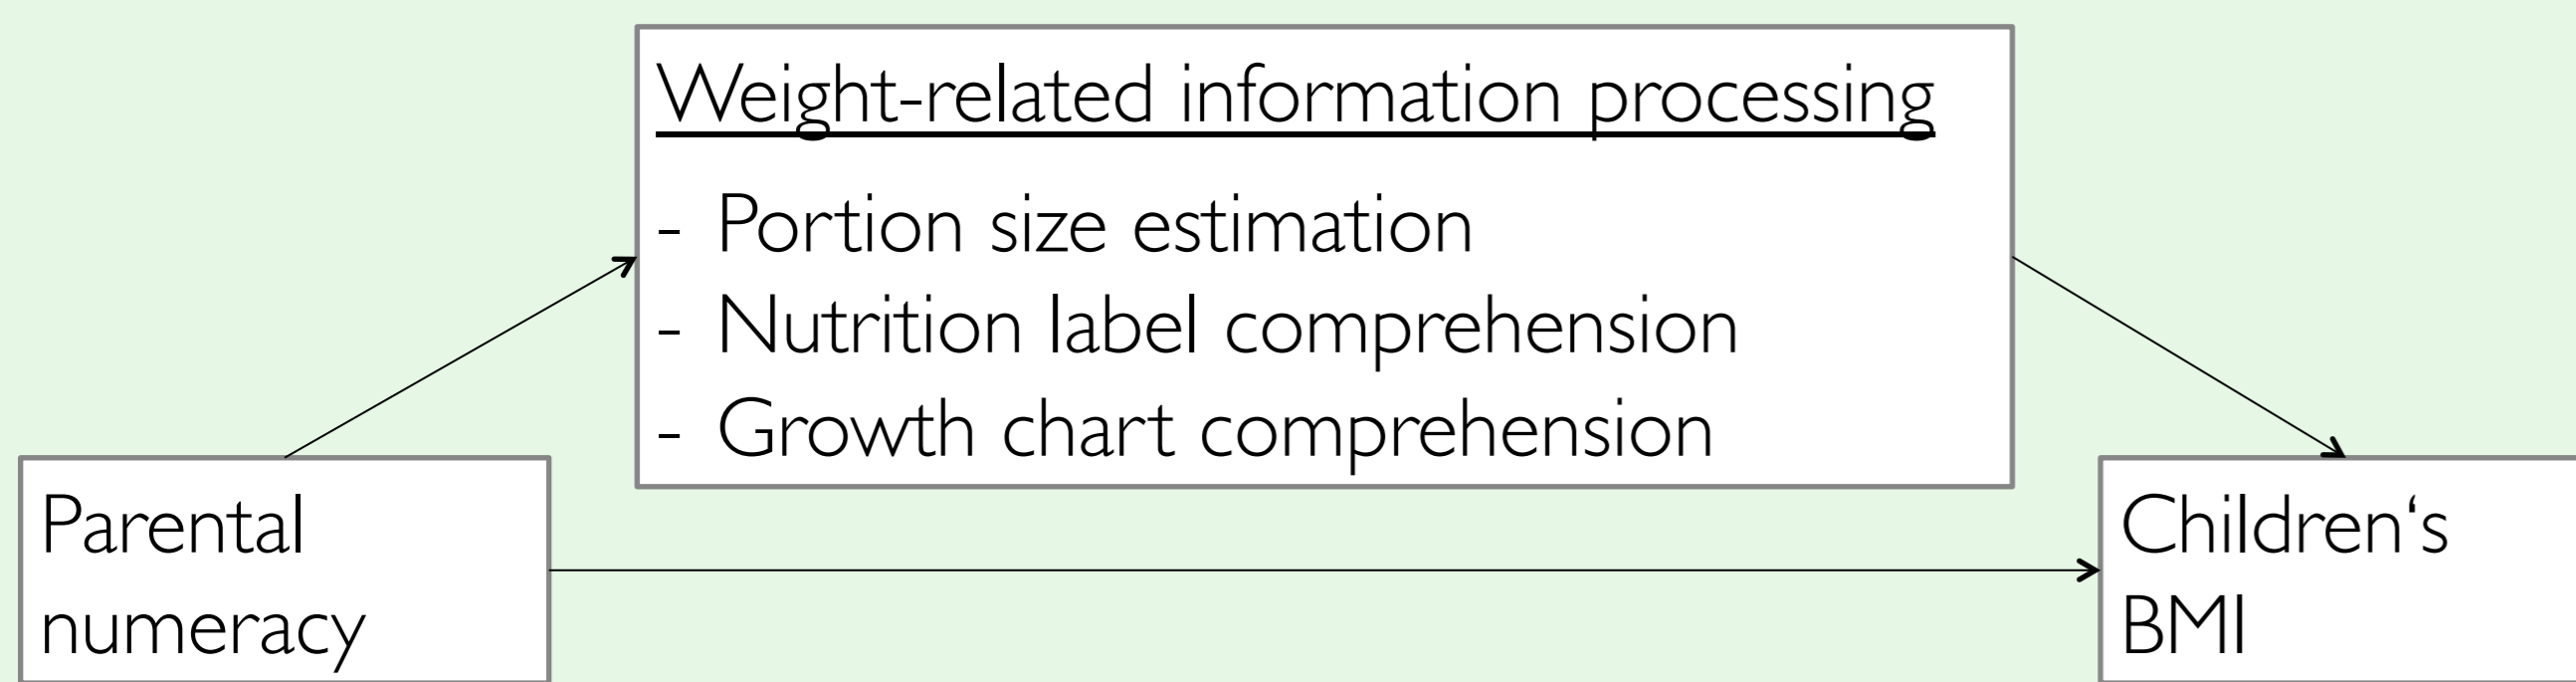 Weight-related information processing
- Portion size estimation
- Nutrition label comprehension
- Growth chart comprehension
Parental
numeracy
Children‘s
BMI